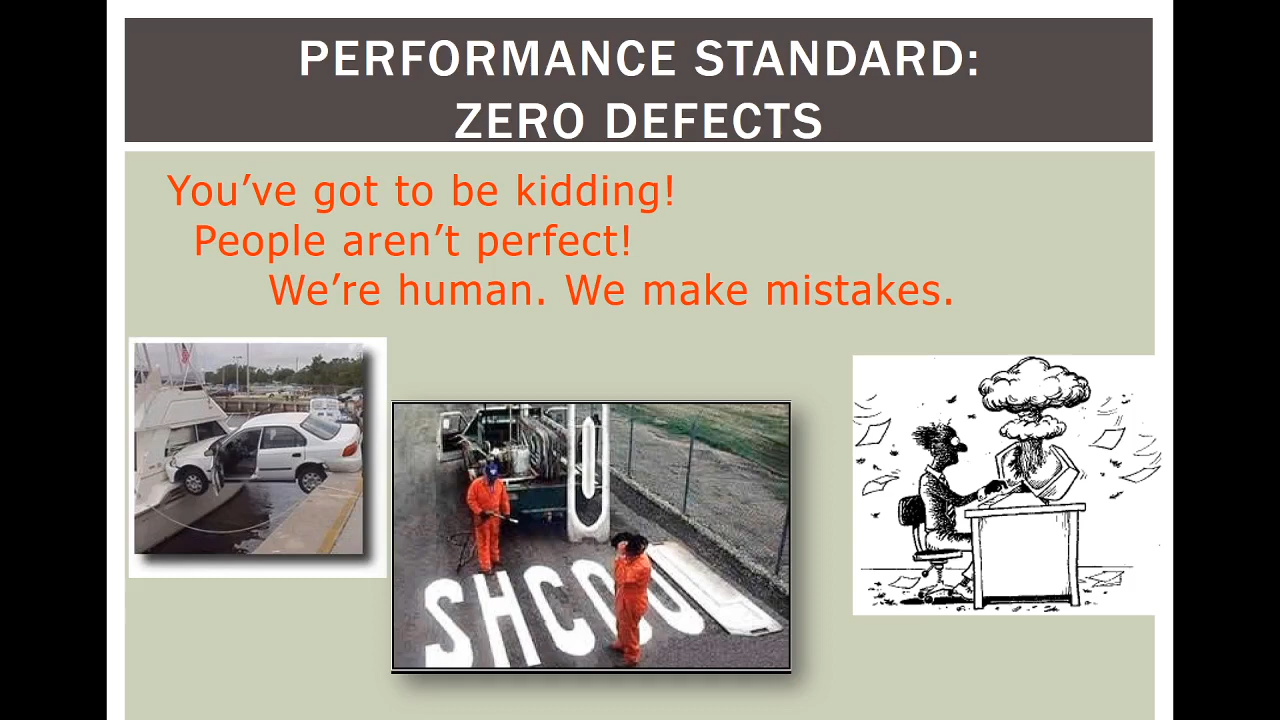 PERFORMANCE STANDARD:
ZERO DEFECTS
You've got to be kidding!
People aren't perfect!
We're human. We make mistakes.
SHCOO